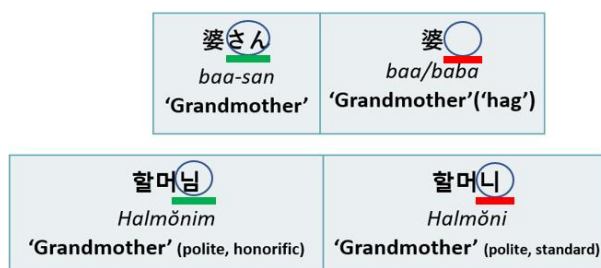 婆さん
baa-san
‘Grandmother’
婆
baa/baba
‘Grandmother’(‘hag’)
할머님
Halmŏnim
‘Grandmother’ (polite, honorific)
할머니
Halmŏni
‘Grandmother’ (polite, standard)